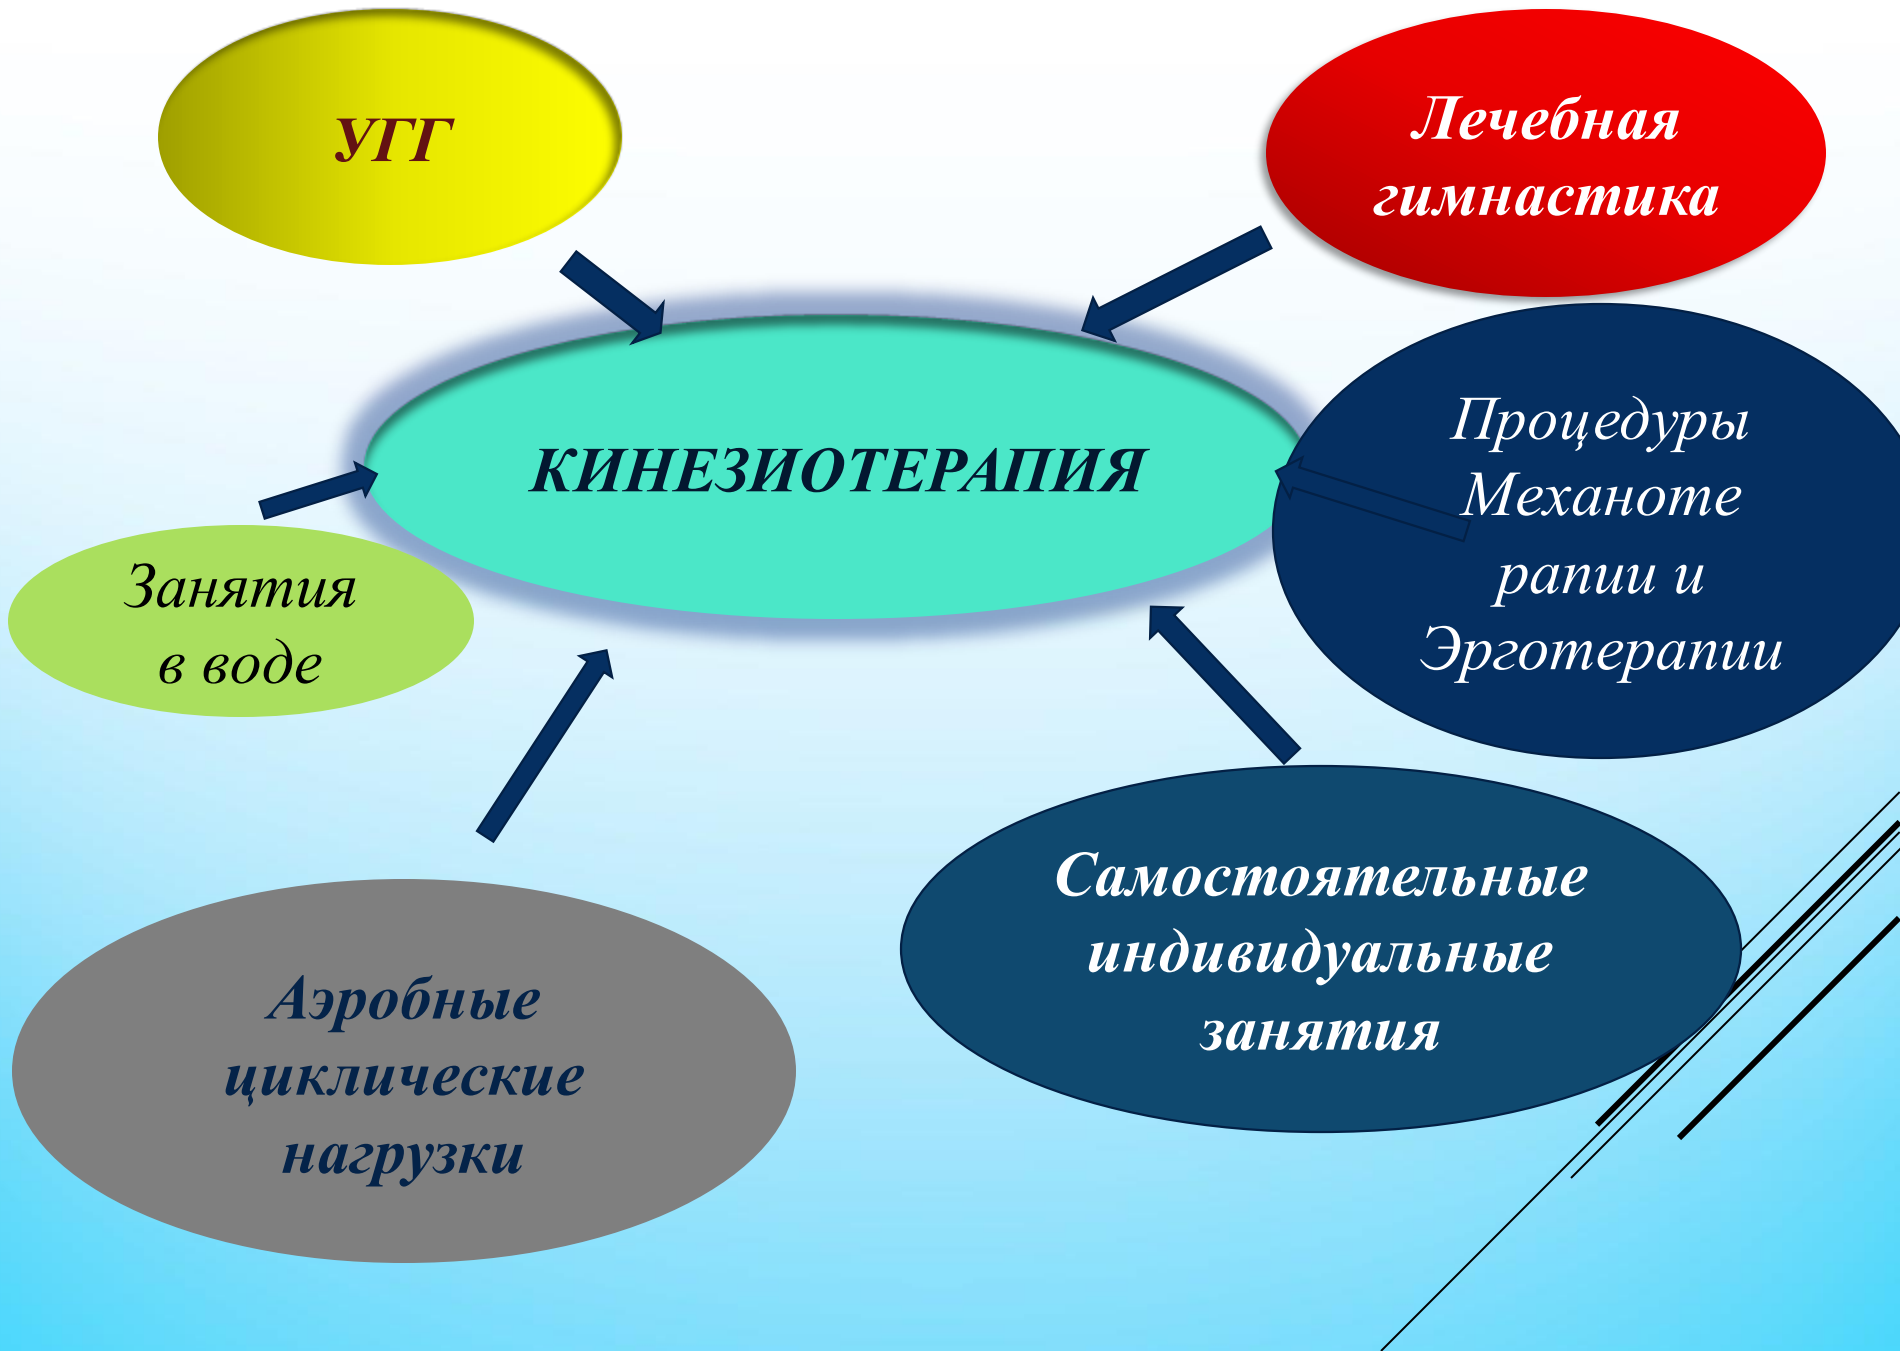 УГГ
Лечебная
гимнастика
КИНЕЗИОТЕРАПИЯ
Процедуры
Механоте
рапии и
Эрготерапии
Занятия
в воде
Самостоятельные
индивидуальные
занятия
Аэробные
циклические
нагрузки